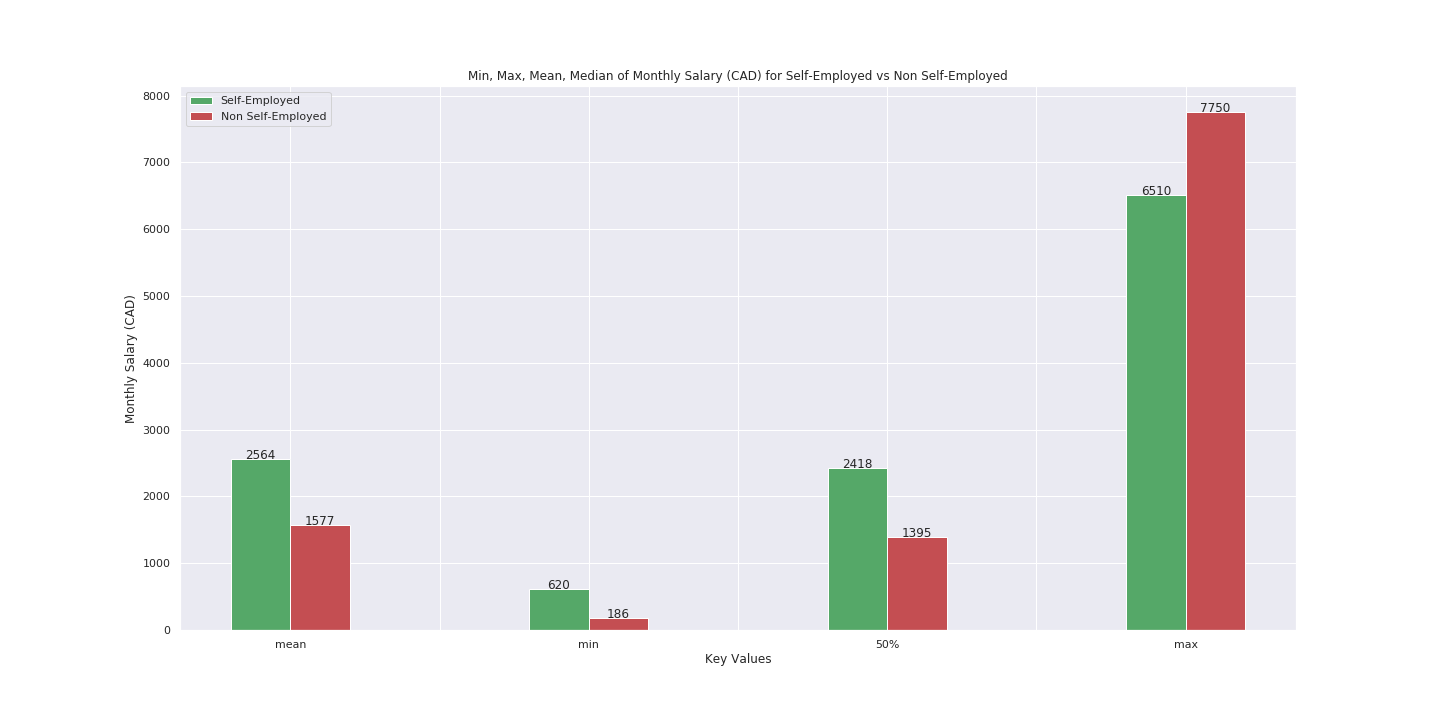 Min, Max, Mean, Median of Monthly Salary (CAD) for Self-Employed vs Non Self-Employed
Self-Employed
Non Self-Employed
Monthly Salary (CAD)
8000
7000
6000
5000
4000
3000
2000
1000
0
2564
1577
620
186
2418
1395
6510
7750
mean
min
50%
max
Key Values